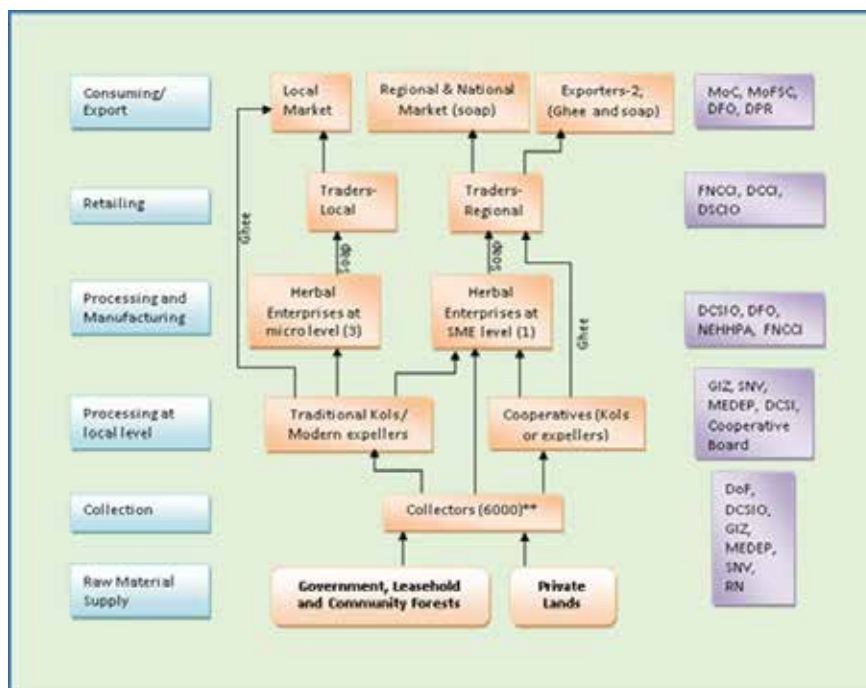 Consuming/
Export
Local
Market
Regional & National
Market (soap)
Exporters-2;
(Ghee and soap)
MoC, MoFSC,
DFO, DPR
Retailing
Traders-
Local
Traders-
Regional
FNCCI, DCCI,
DSCIO
Ghee
Soap
Soap
Processing and
Manufacturing
Herbal
Enterprises at
micro level (3)
Herbal
Enterprises at
SME level (1)
Ghee
DCSIO, DFO,
NEHHPA, FNCCI
Processing at
local level
Traditional Kols/
Modern expellers
Cooperatives (Kols
or expellers)
GIZ, SNV,
MEDEP, DCSI,
Cooperative
Board
Collection
Collectors (6000)**
DoF,
DCSIO,
GIZ,
MEDEP,
SNV,
RN
Raw Material
Supply
Government, Leasehold
and Community Forests
Private
Lands